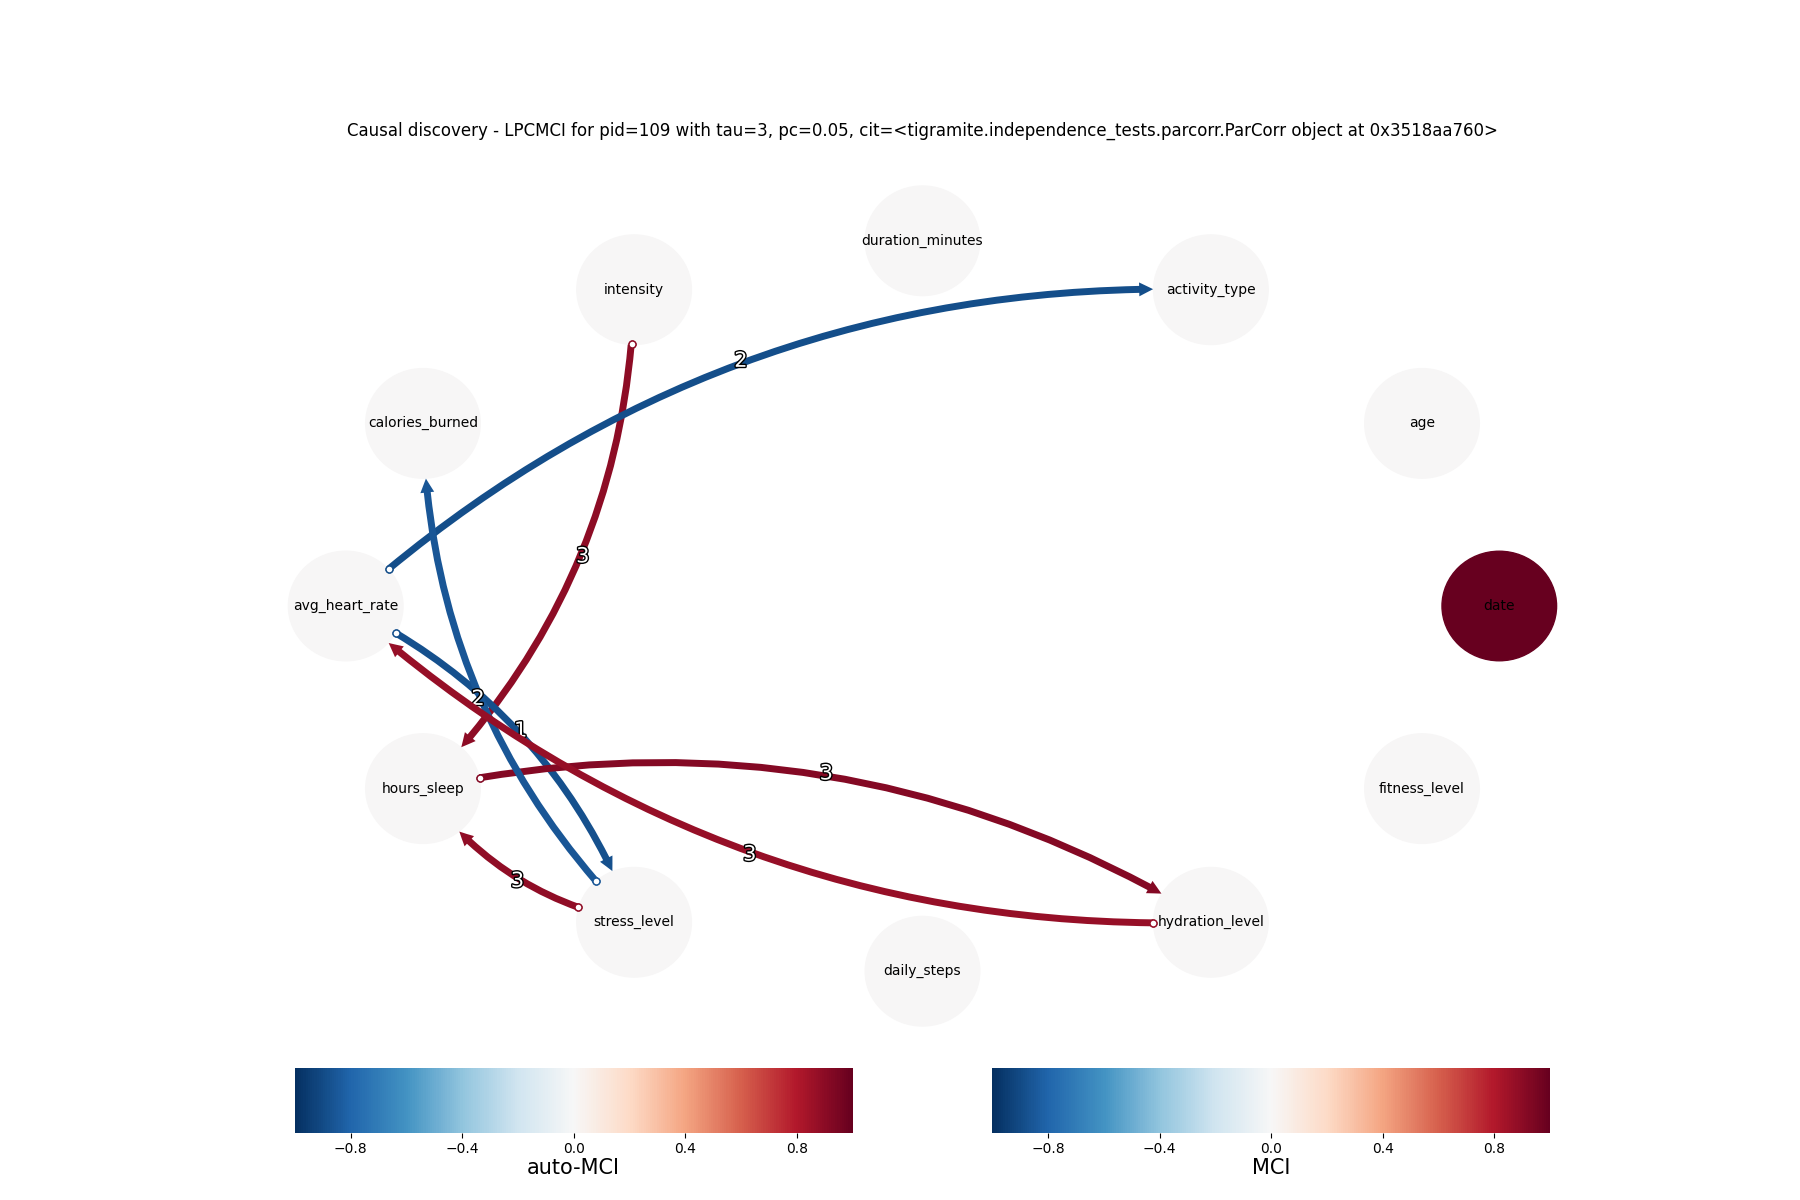 Causal discovery - LPCMCI for pid=109 with tau=3, pc=0.05, cit=<tigramite.independence_tests.parcorr.ParCorr object at 0x3518aa760>
duration_minutes
intensity
activity_type
2
calories_burned
age
3
avg_heart_rate
date
2
1
3
hours_sleep
fitness_level
3
3
stress_level
hydration_level
daily_steps
−0.8 −0.4 0.0 0.4 0.8
auto-MCI
−0.8 −0.4 0.0 0.4 0.8
MCI